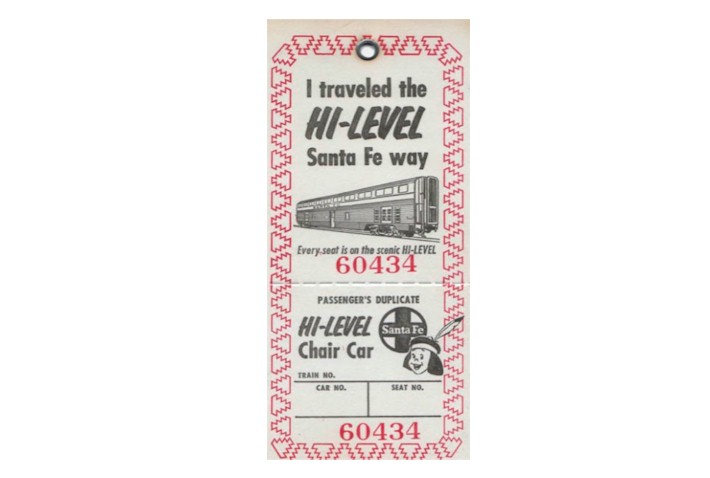 I traveled the
HI-LEVEL
Santa Fe way
Every seat is on the scenic HI-LEVEL
60434
PASSENGER'S DUPLICATE
HI-LEVEL
Chair Car
Santa Fe
TRAIN NO.
CAR NO. SEAT NO.
60434